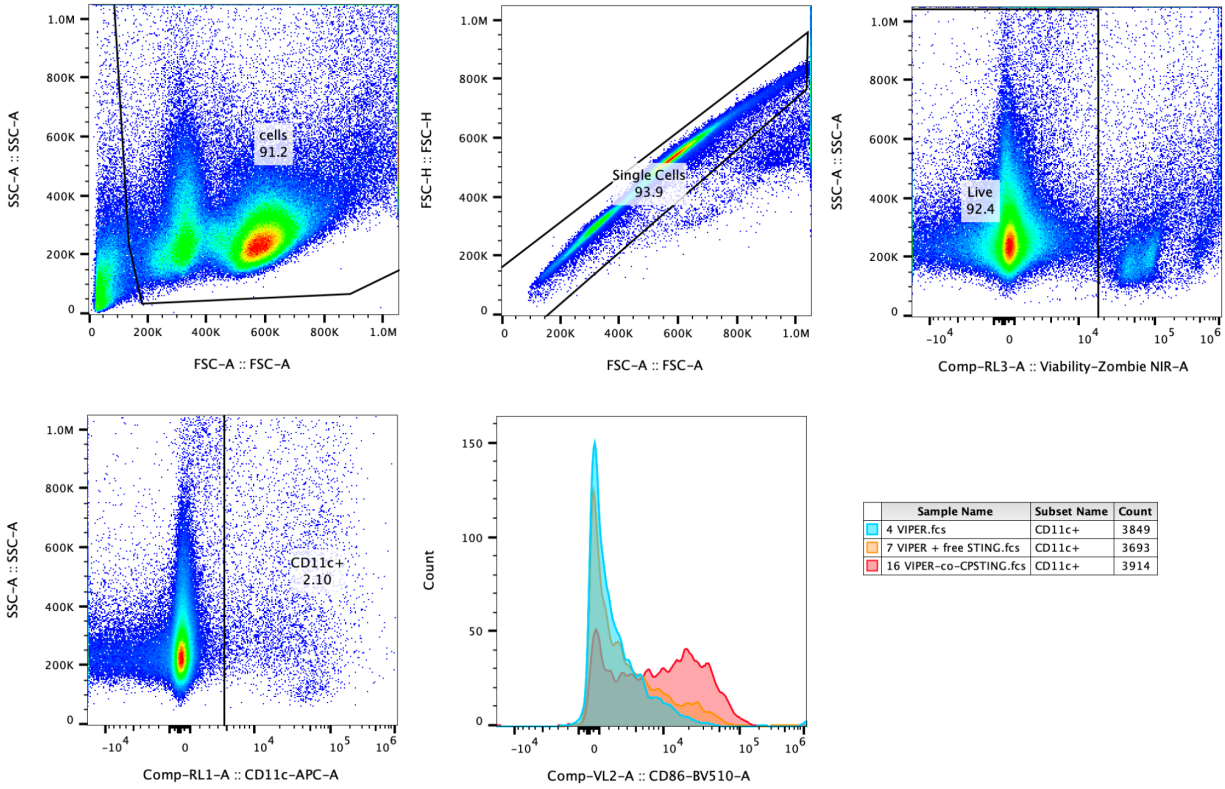 1.0M
800K
600K
400K
200K
0
SSC-A :: SSC-A
cells
91.2
0 200K 400K 600K 800K 1.0M
FSC-A :: FSC-A
1.0M
800K
600K
400K
200K
0
FSC-H :: FSC-H
Single Cells
93.9
0 200K 400K 600K 800K 1.0M
FSC-A :: FSC-A
1.0M
800K
600K
400K
200K
0
SSC-A :: SSC-A
Live
92.4
-10^4 0 10^4 10^5 10^6
Comp-RL3-A :: Viability-Zombie NIR-A
1.0M
800K
600K
400K
200K
0
SSC-A :: SSC-A
CD11c+
2.10
-10^4 0 10^4 10^5 10^6
Comp-RL1-A :: CD11c-APC-A
150
100
50
0
Count
-10^4 0 10^4 10^5 10^6
Comp-VL2-A :: CD86-BV510-A
Sample Name Subset Name Count
4 VIPER.fcs CD11c+ 3849
7 VIPER + free STING.fcs CD11c+ 3693
16 VIPER-co-CPSTING.fcs CD11c+ 3914